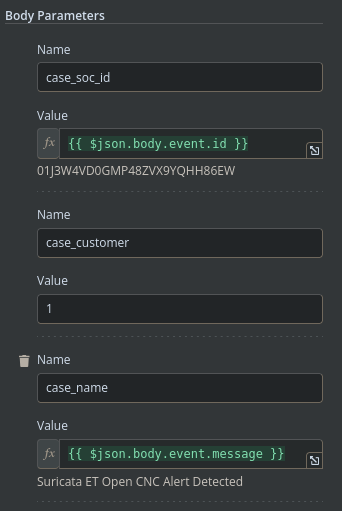 Body Parameters
Name
case_soc_id
Value
fx {{ $json.body.event.id }}
01J3W4VD0GMP48ZVX9YQHH86EW
Name
case_customer
Value
1
Name
case_name
Value
fx {{ $json.body.event.message }}
Suricata ET Open CNC Alert Detected